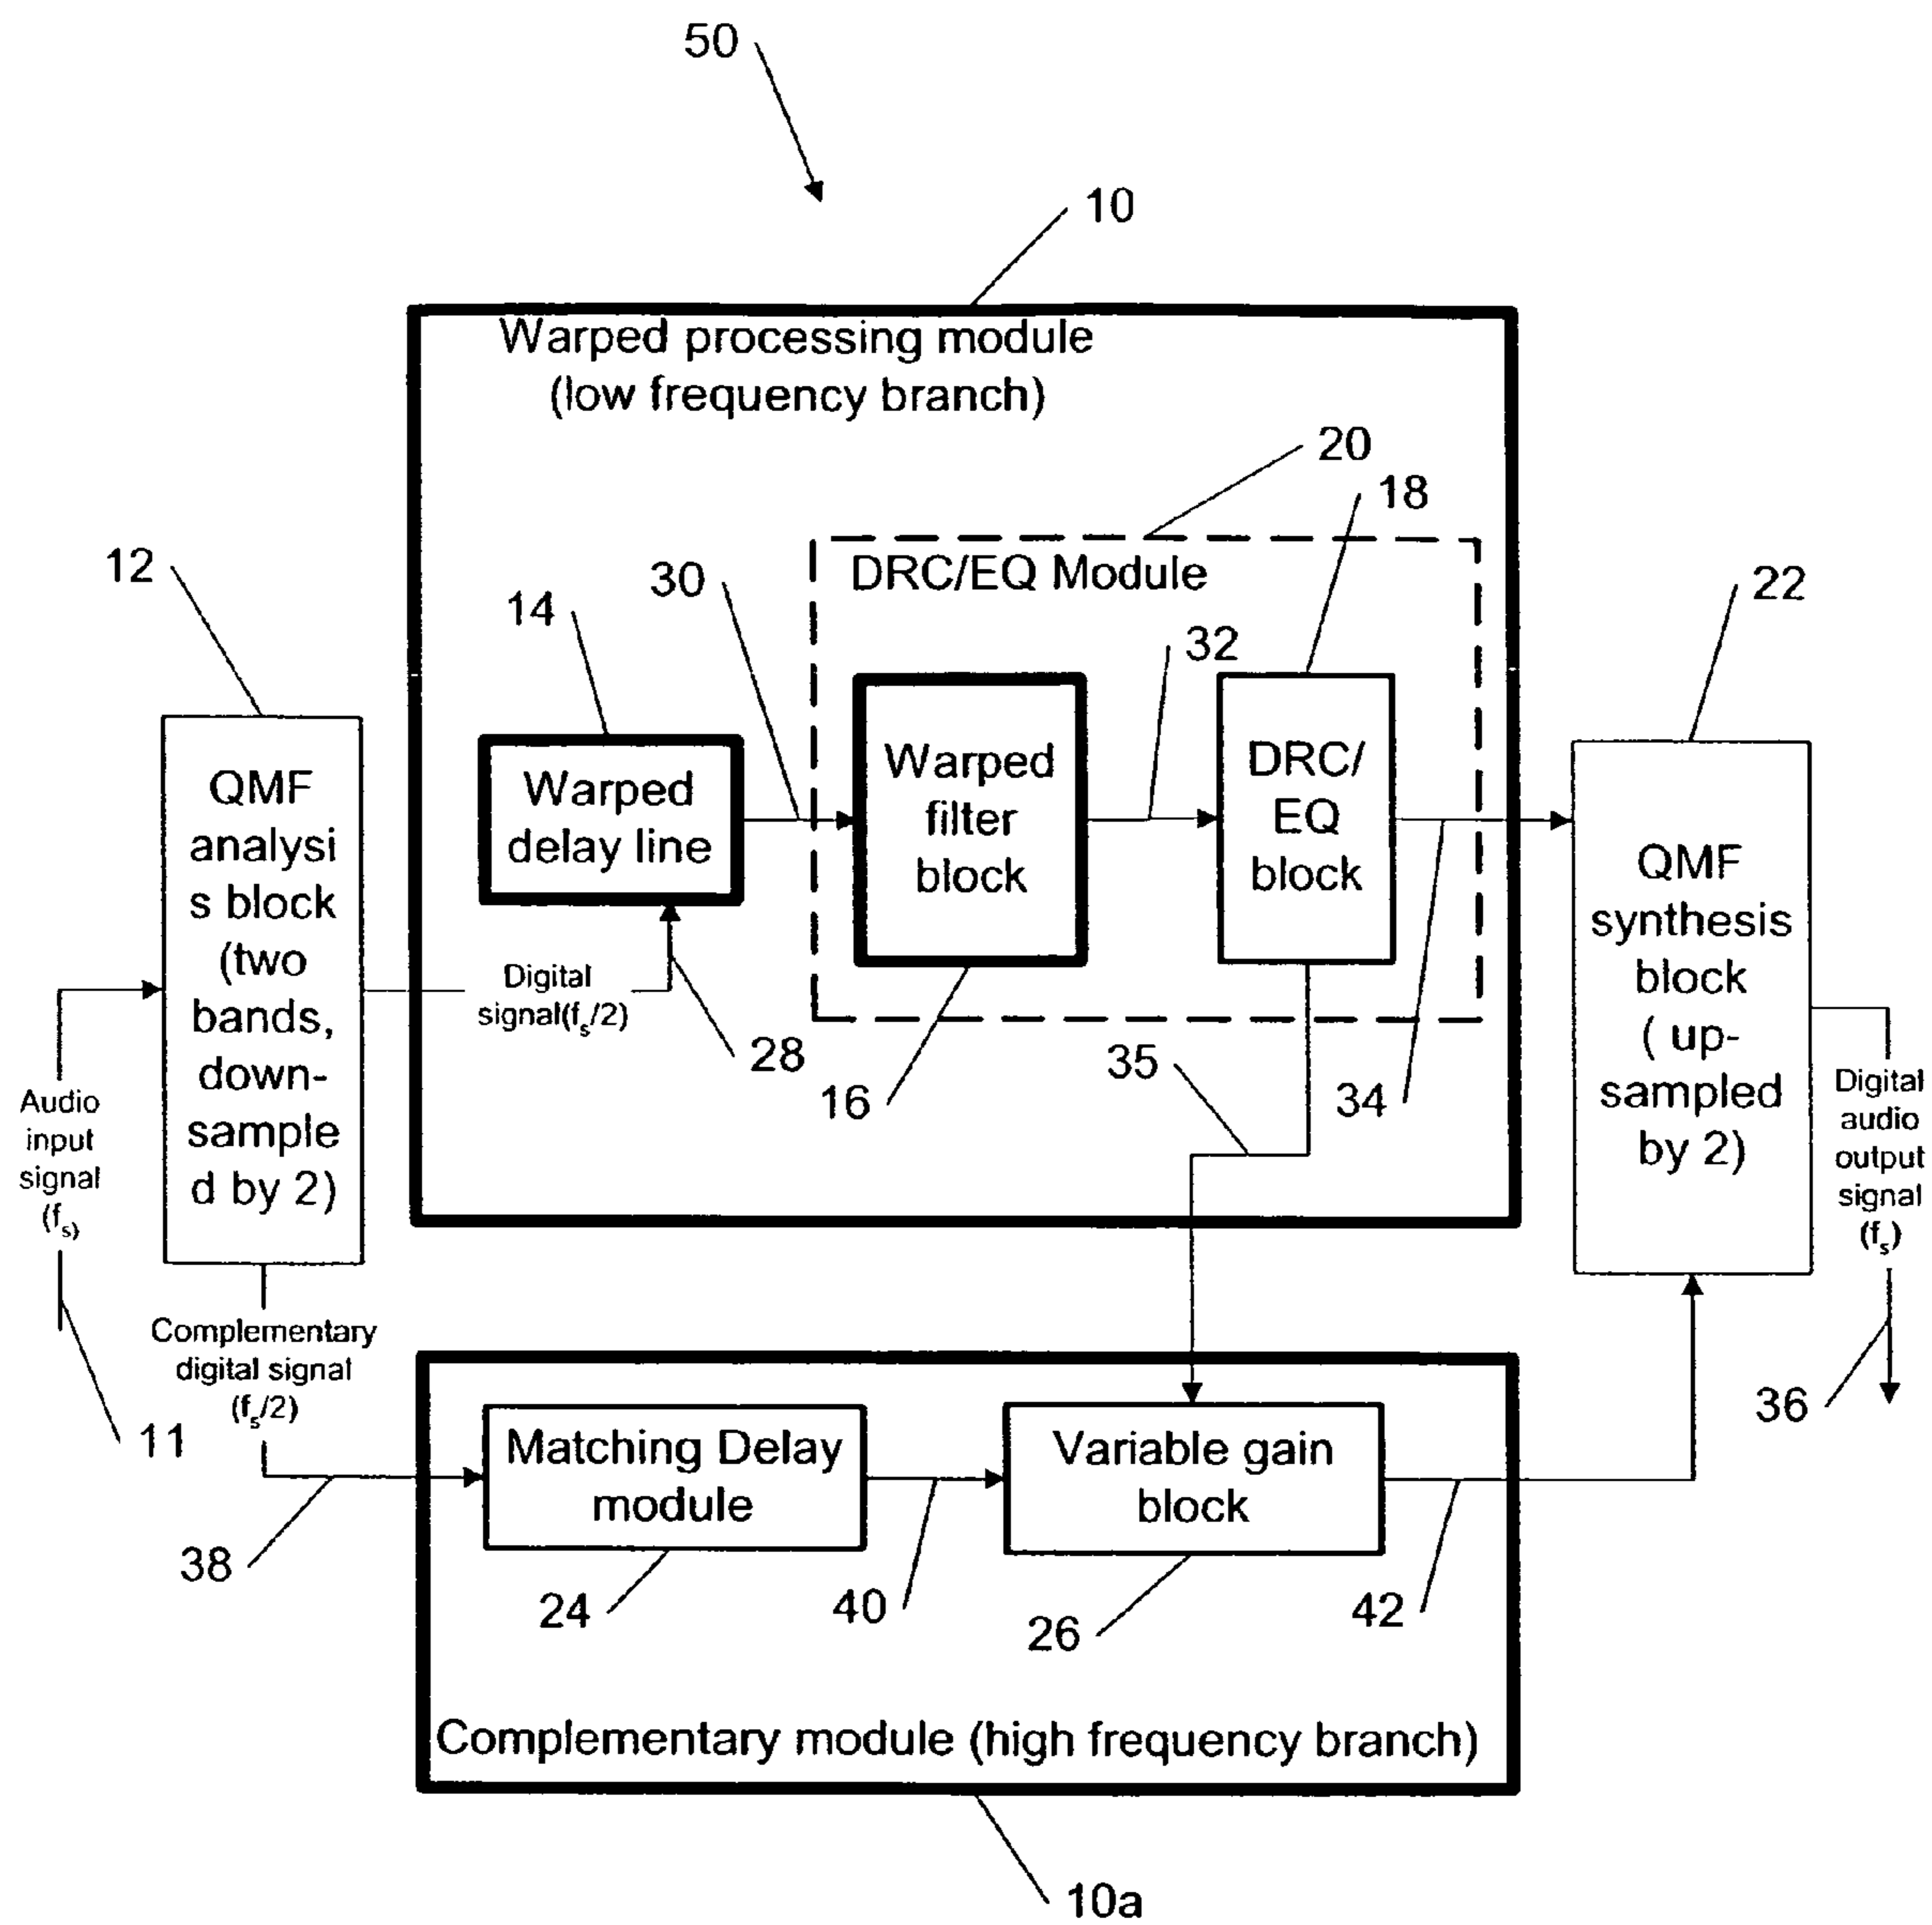 50
10
Warped processing module
(low frequency branch)
20
18
12
DRC/EQ Module
30
22
14
32
Warped
delay line
Warped
filter
block
DRC/
EQ
block
QMF
analysi
s block
(two
bands,
down-
sample
d by 2)
QMF
synthesis
block
( up-
sampled
by 2)
Digital
signal(fs/2)
28
35
16
34
Audio
input
signal
(fs)
Digital
audio
output
signal
(fs)
Complementary
digital signal
(fs/2)
11
36
Matching Delay
module
Variable gain
block
38
24
40
26
42
Complementary module (high frequency branch)
10a